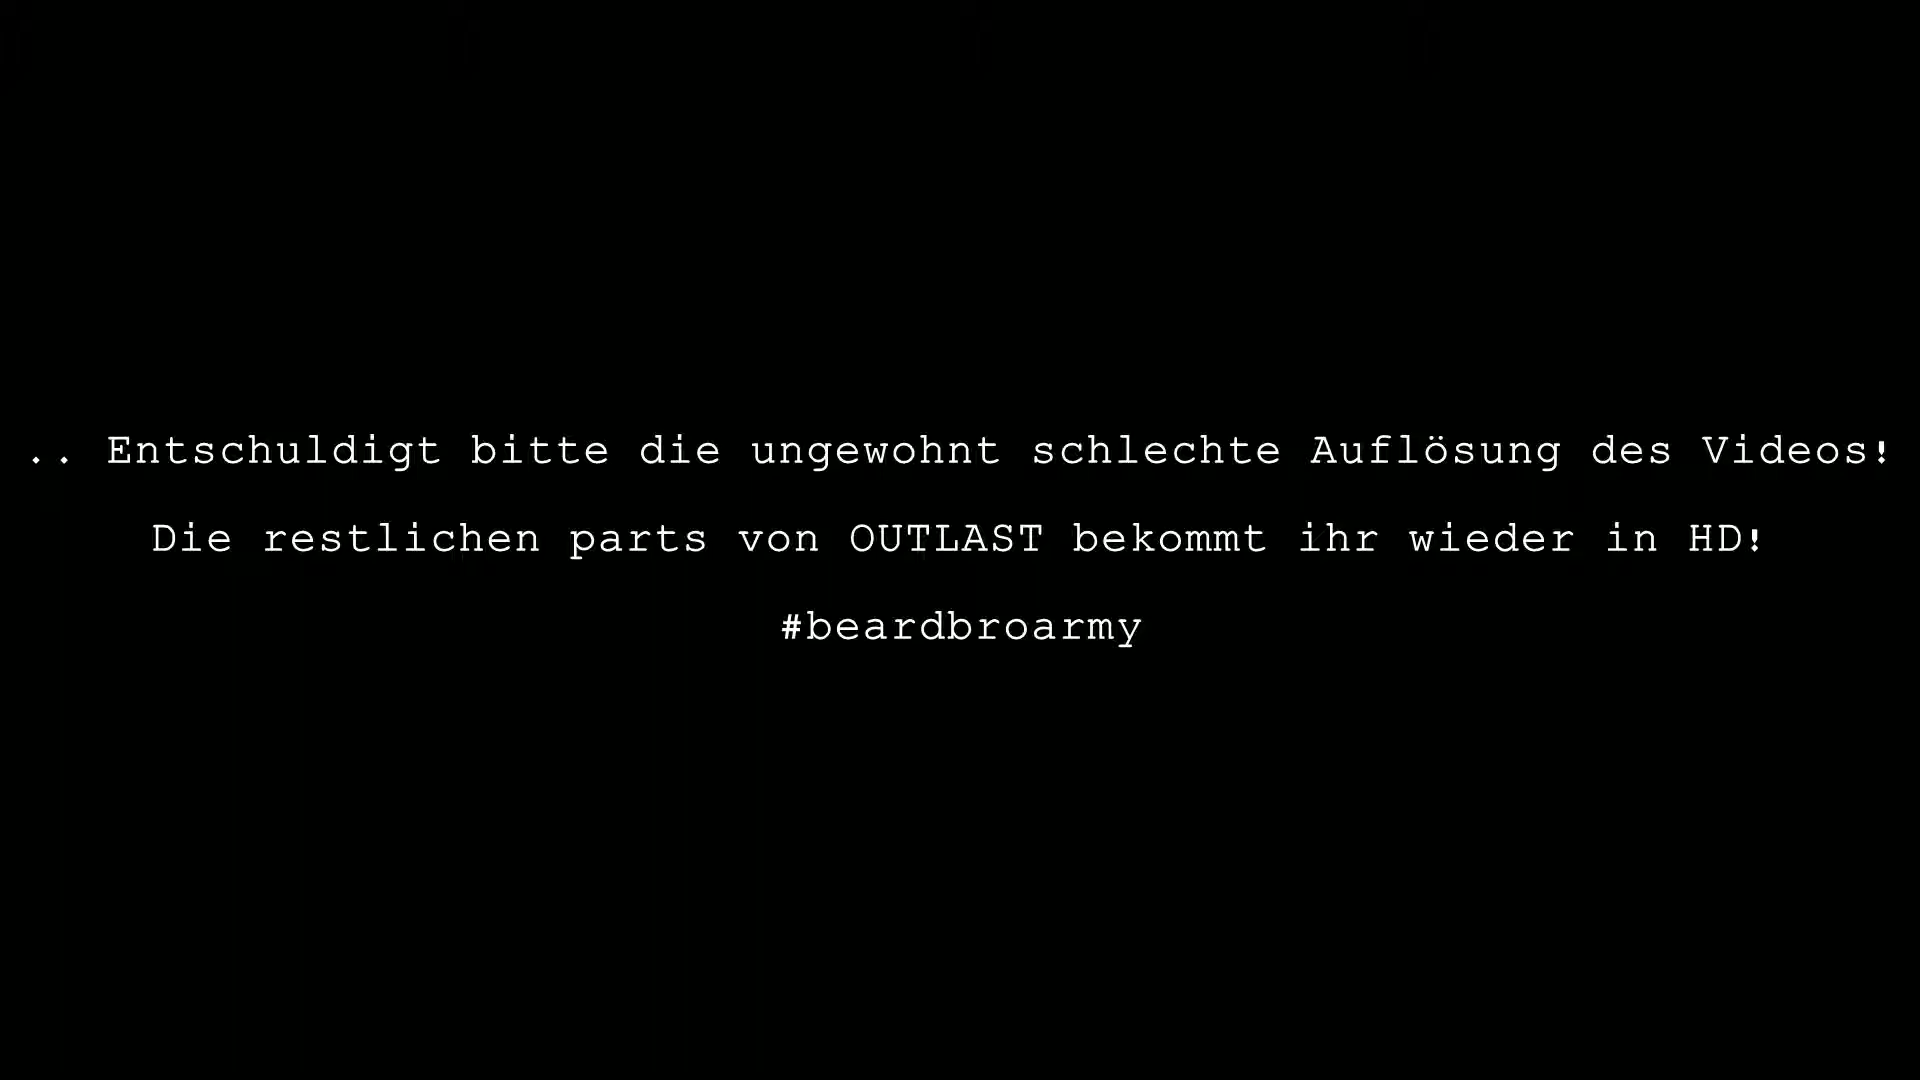 .. Entschuldigt bitte die ungewohnt schlechte Auflösung des Videos!
Die restlichen parts von OUTLAST bekommt ihr wieder in HD!
#beardbroarmy